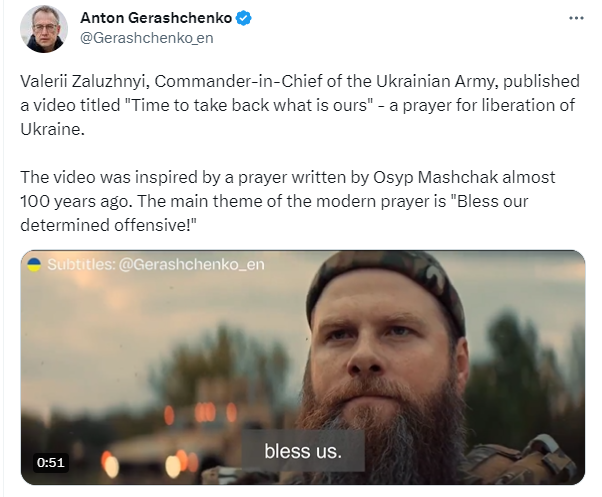 Anton Gerashchenko
@Gerashchenko_en
Valerii Zaluzhnyi, Commander-in-Chief of the Ukrainian Army, published
a video titled "Time to take back what is ours" - a prayer for liberation of
Ukraine.
The video was inspired by a prayer written by Osyp Mashchak almost
100 years ago. The main theme of the modern prayer is "Bless our
determined offensive!"
Subtitles: @Gerashchenko_en
bless us.
0:51